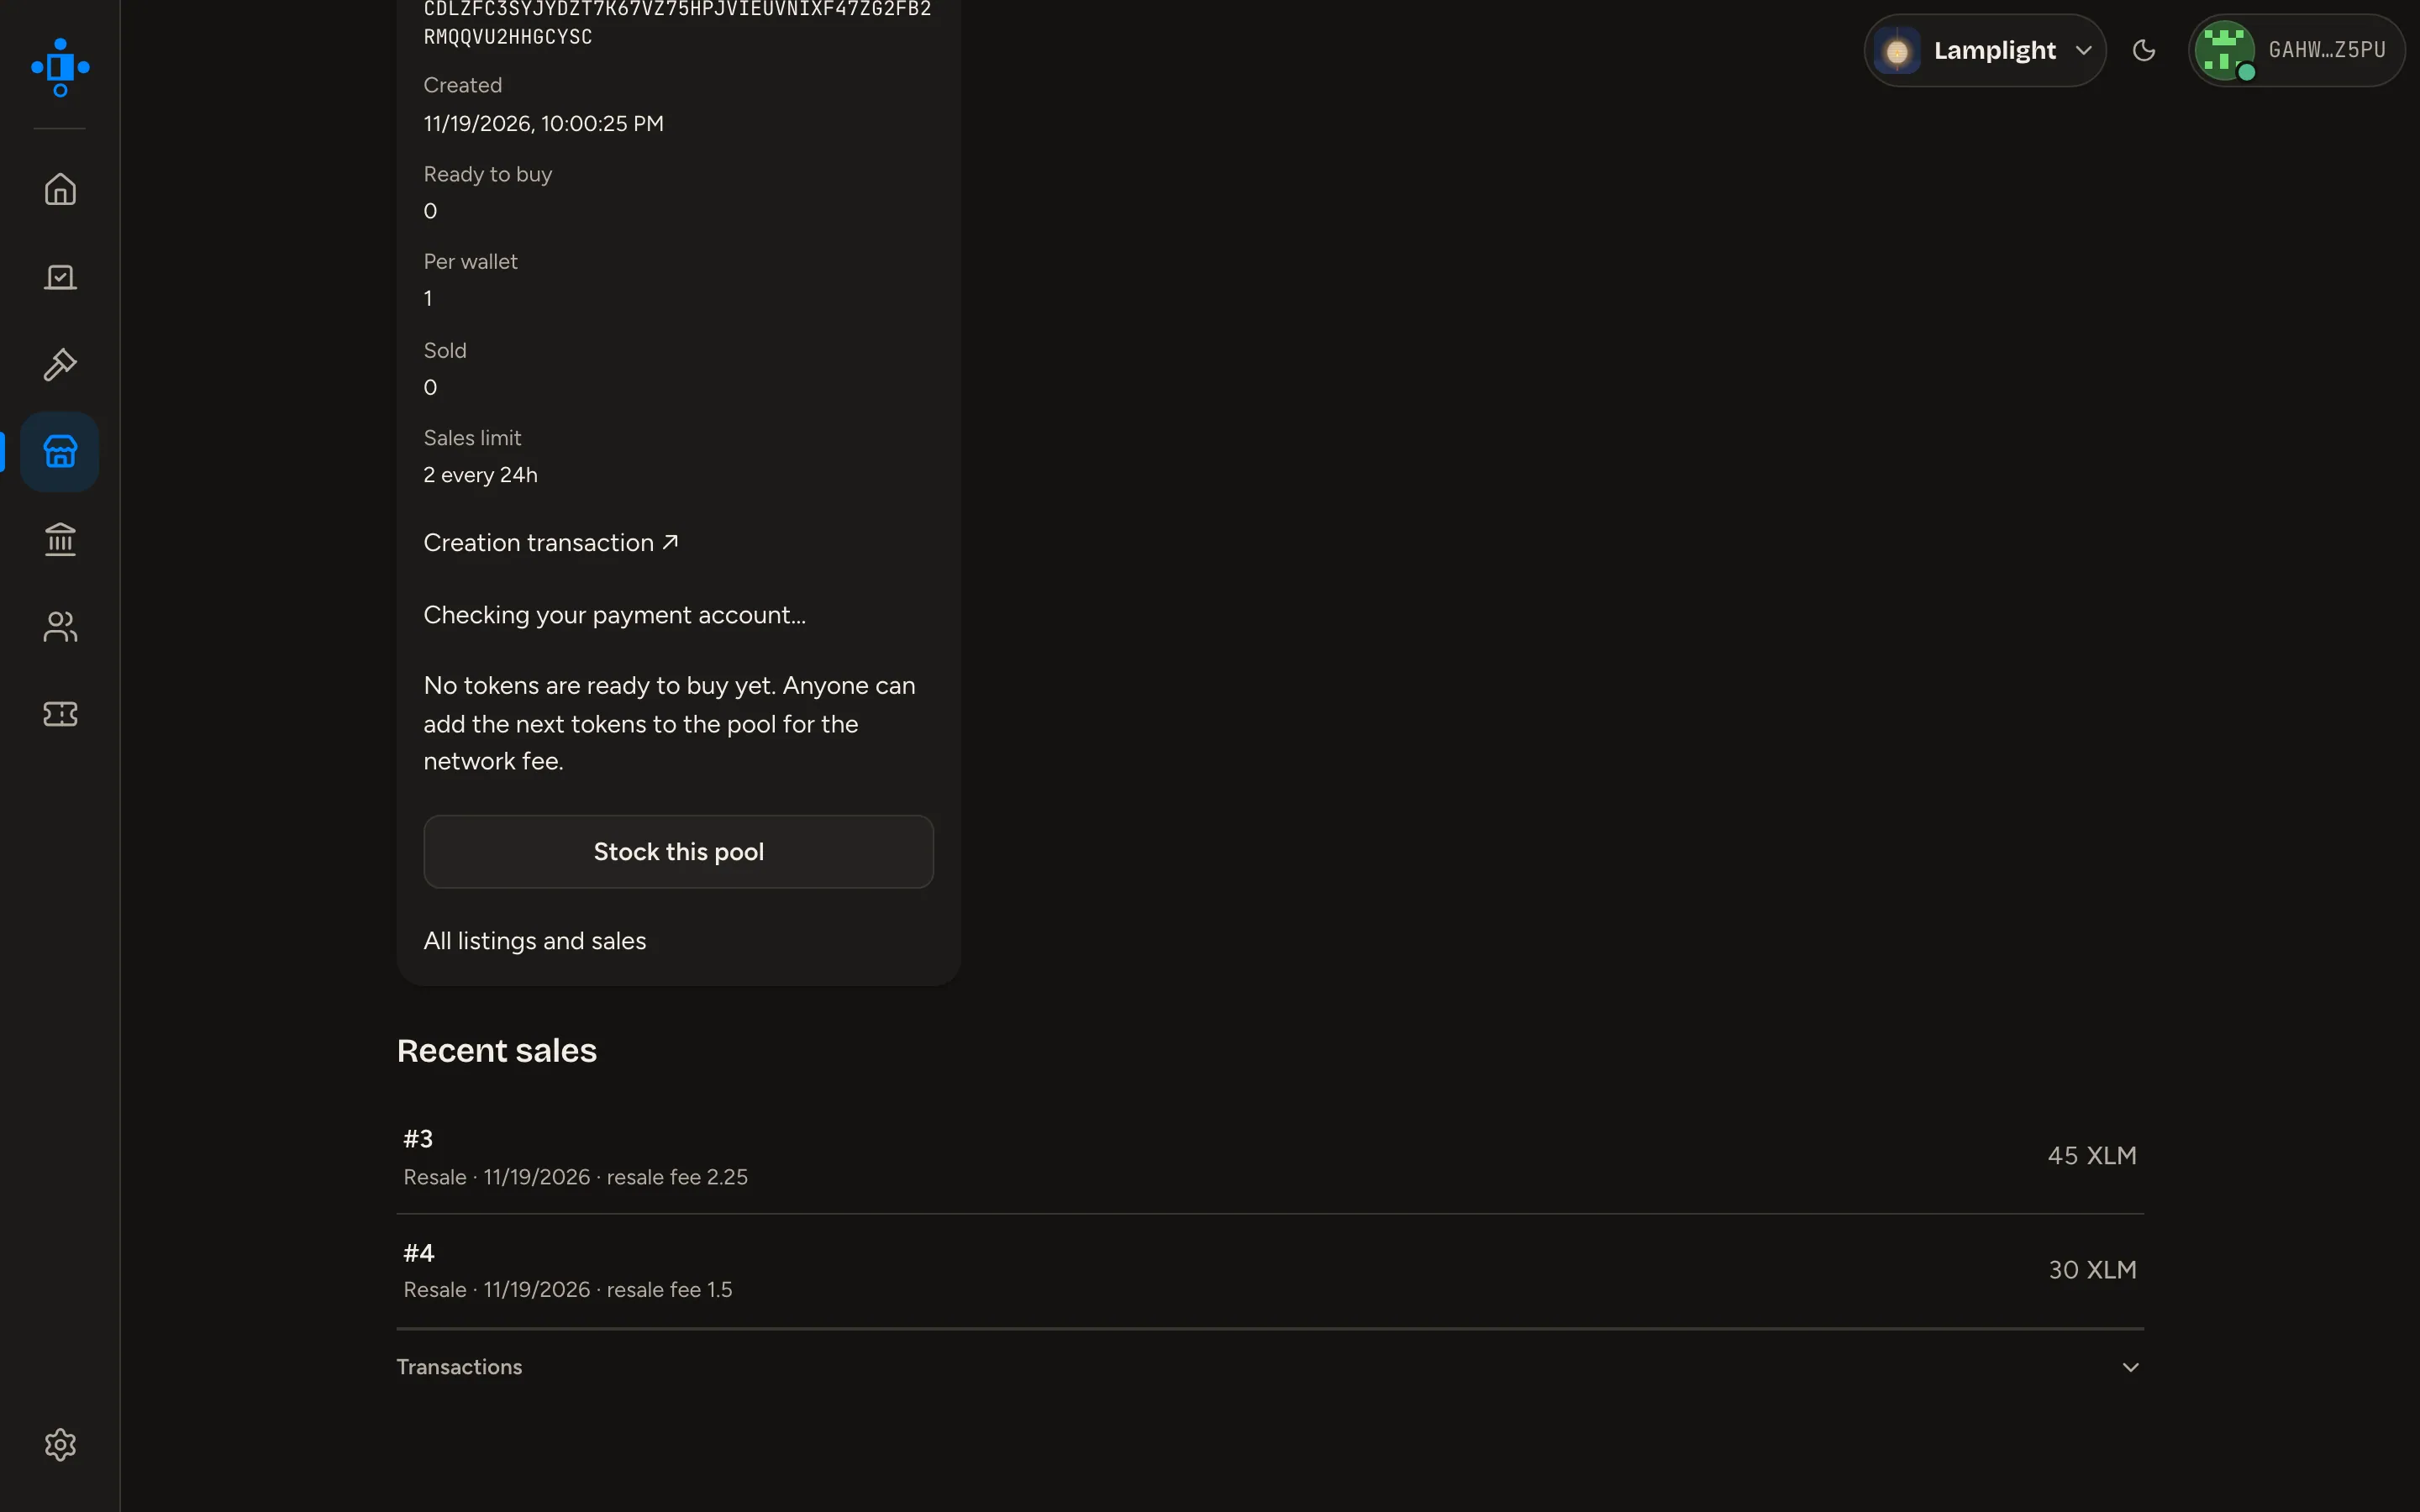 CDLZFC3SYJYDZT7K67VZ75HPJVIEUVNIXF47ZG2FB2
RMQQVU2HHGCYSC
Lamplight
GAHW…Z5PU
Created
11/19/2026, 10:00:25 PM
Ready to buy
0
Per wallet
1
Sold
0
Sales limit
2 every 24h
Creation transaction ↗
Checking your payment account...
No tokens are ready to buy yet. Anyone can
add the next tokens to the pool for the
network fee.
Stock this pool
All listings and sales
Recent sales
#3
Resale · 11/19/2026 · resale fee 2.25
45 XLM
#4
Resale · 11/19/2026 · resale fee 1.5
30 XLM
Transactions